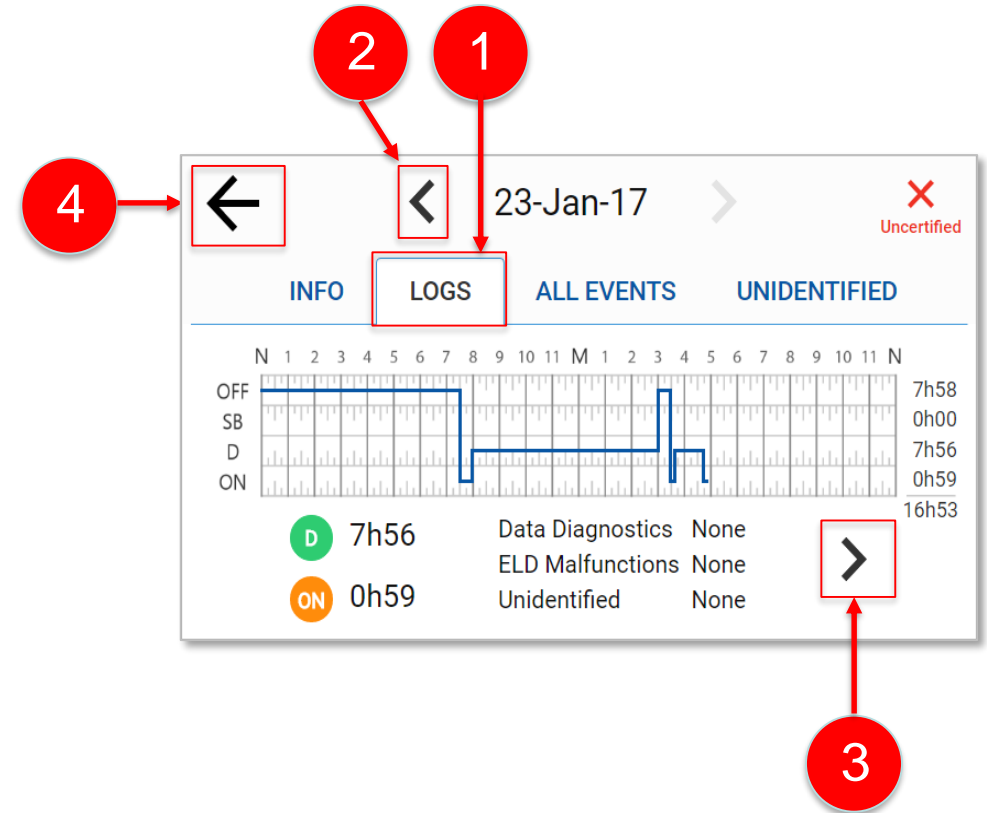 2 1
4
23-Jan-17
Uncertified
INFO LOGS ALL EVENTS UNIDENTIFIED
N 1 2 3 4 5 6 7 8 9 10 11 M 1 2 3 4 5 6 7 8 9 10 11 N
OFF 7h58
SB 0h00
D 7h56
ON 0h59
16h53
D 7h56 Data Diagnostics None
ELD Malfunctions None
ON 0h59 Unidentified None
3